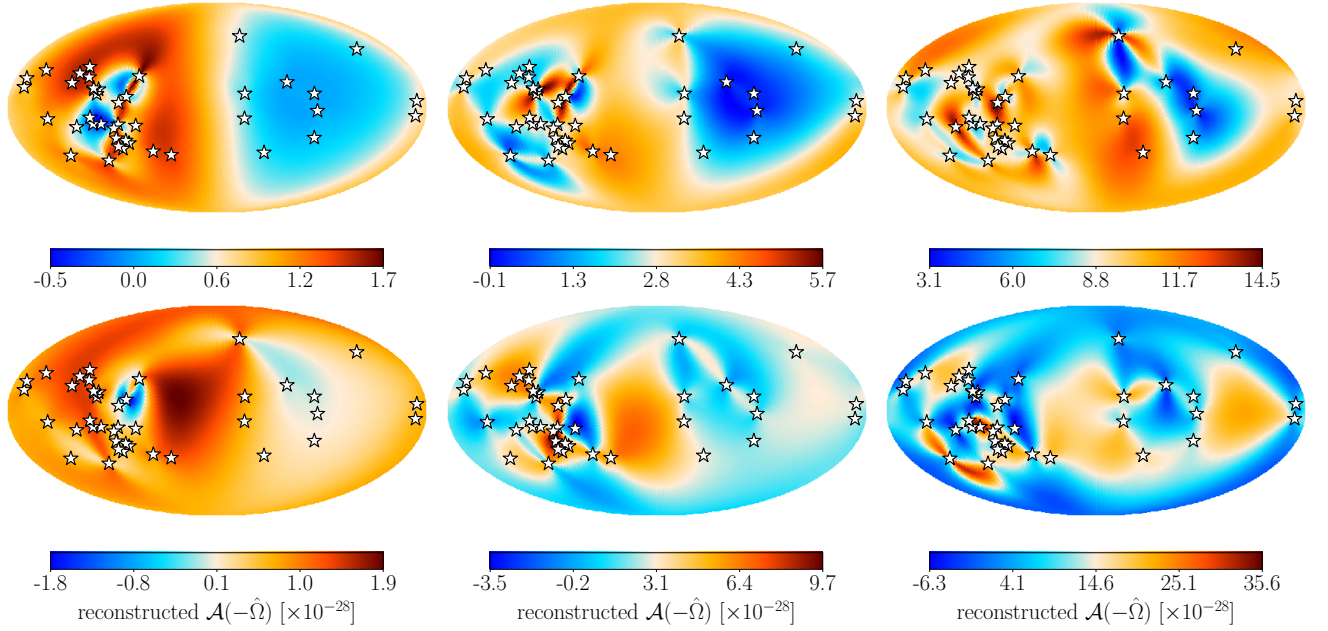 -0.5 0.0 0.6 1.2 1.7
-0.1 1.3 2.8 4.3 5.7
3.1 6.0 8.8 11.7 14.5
-1.8 -0.8 0.1 1.0 1.9
-3.5 -0.2 3.1 6.4 9.7
-6.3 4.1 14.6 25.1 35.6
reconstructed 𝒜(−Ω̂) [×10⁻²⁸]
reconstructed 𝒜(−Ω̂) [×10⁻²⁸]
reconstructed 𝒜(−Ω̂) [×10⁻²⁸]